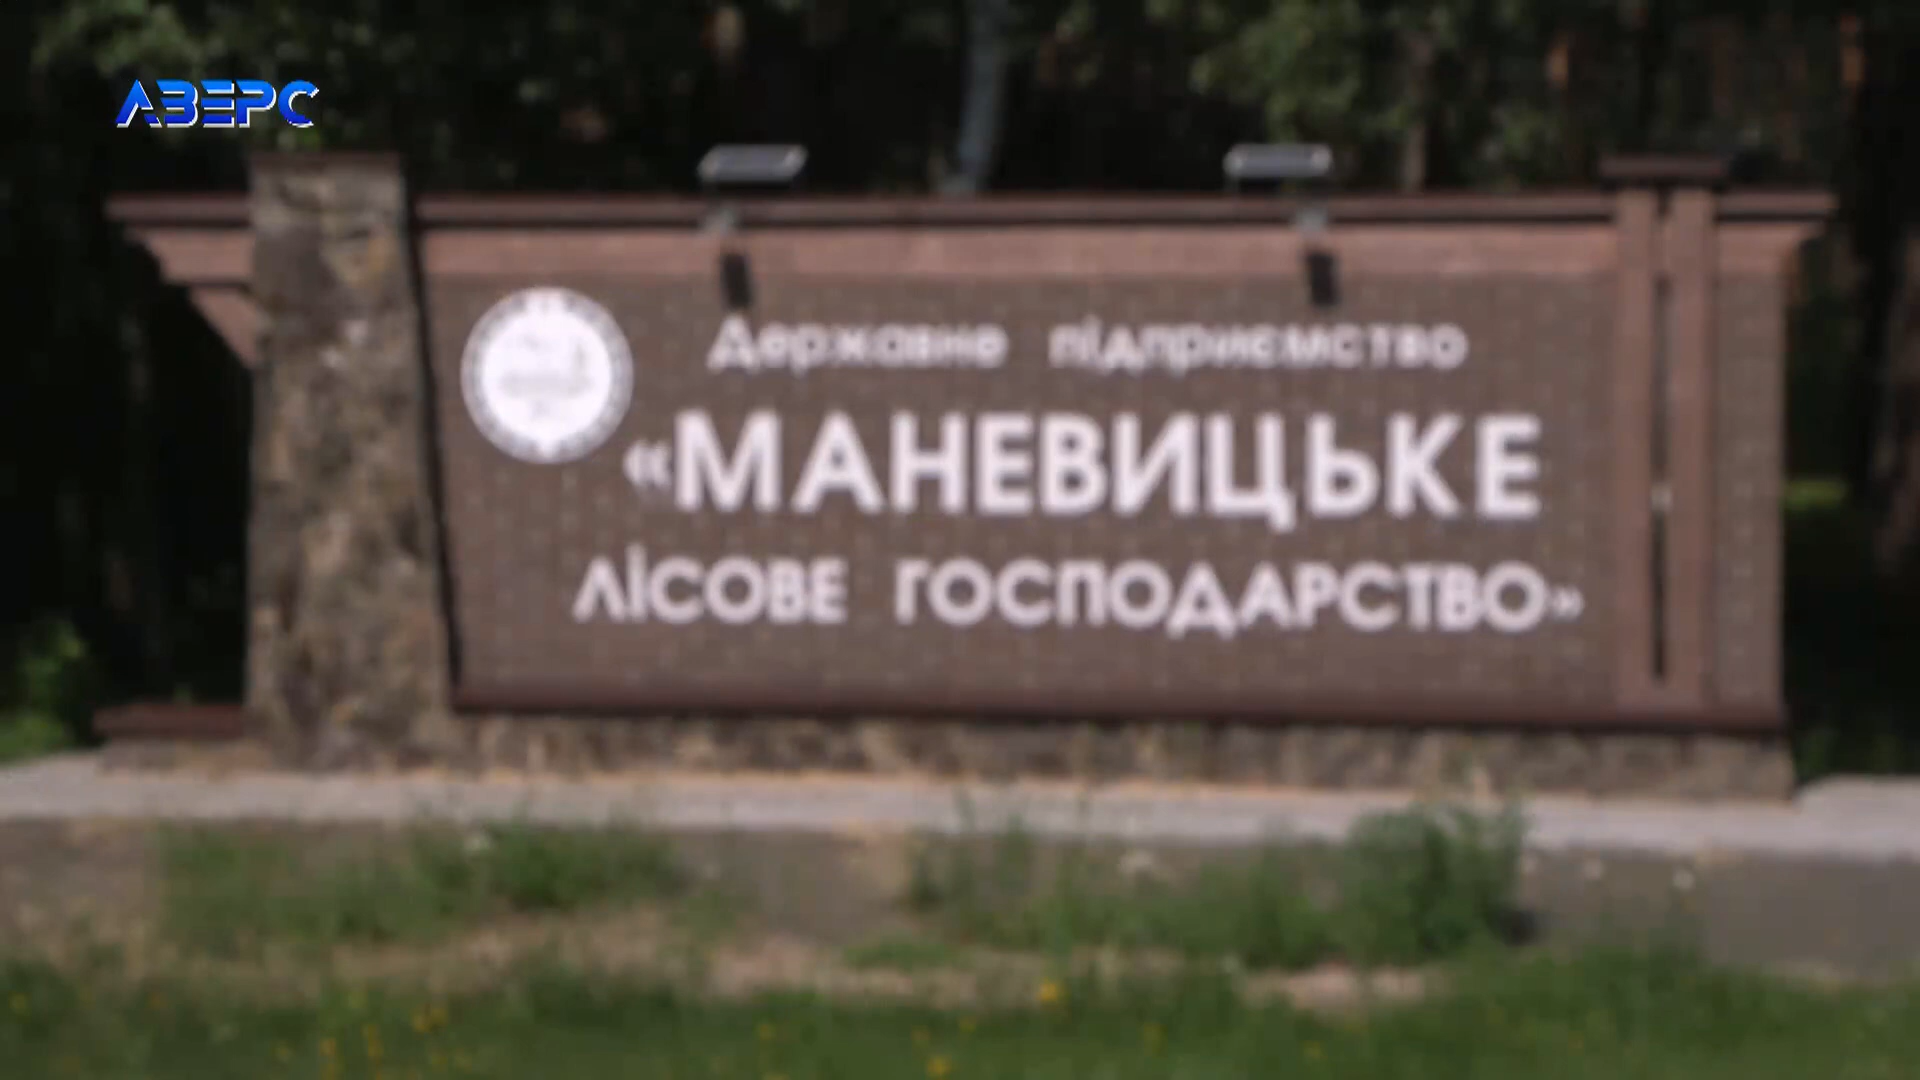 АВЕРС
Державне підприємство
«МАНЕВИЦЬКЕ
ЛІСОВЕ ГОСПОДАРСТВО»